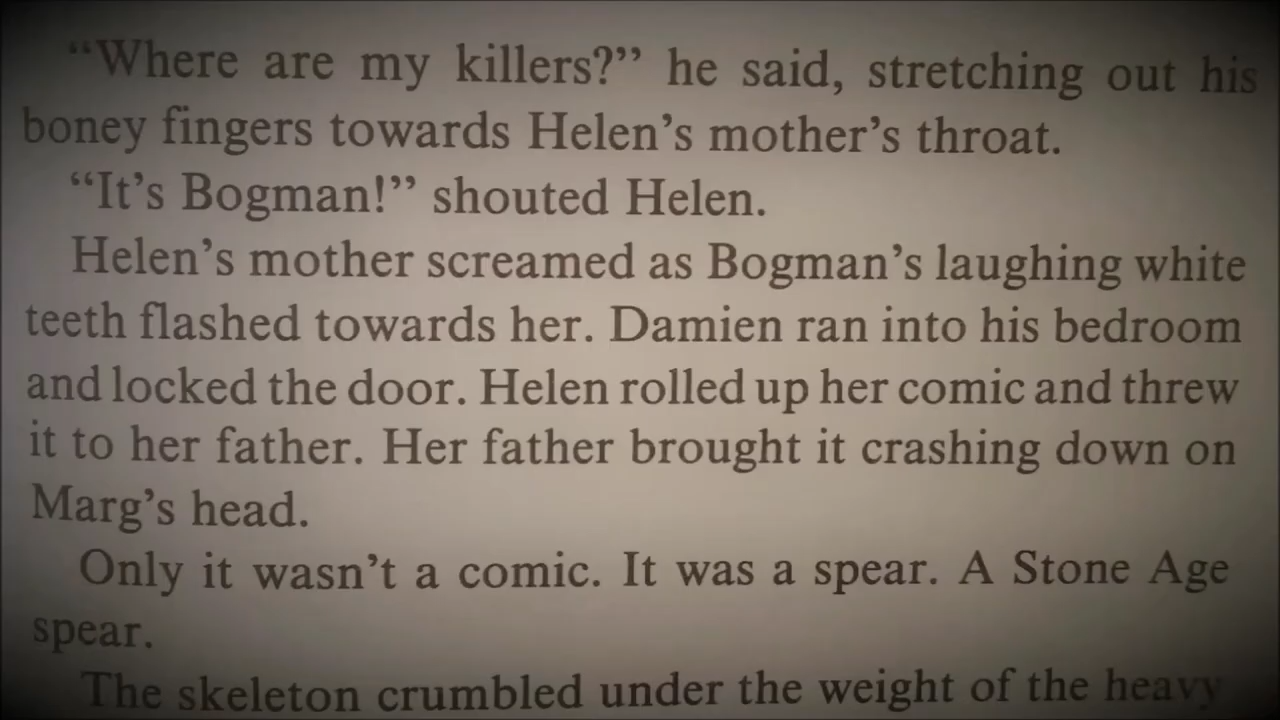 “Where are my killers?” he said, stretching out his
boney fingers towards Helen’s mother’s throat.
“It’s Bogman!” shouted Helen.
Helen’s mother screamed as Bogman’s laughing white
teeth flashed towards her. Damien ran into his bedroom
and locked the door. Helen rolled up her comic and threw
it to her father. Her father brought it crashing down on
Marg’s head.
Only it wasn’t a comic. It was a spear. A Stone Age
spear.
The skeleton crumbled under the weight of the heavy